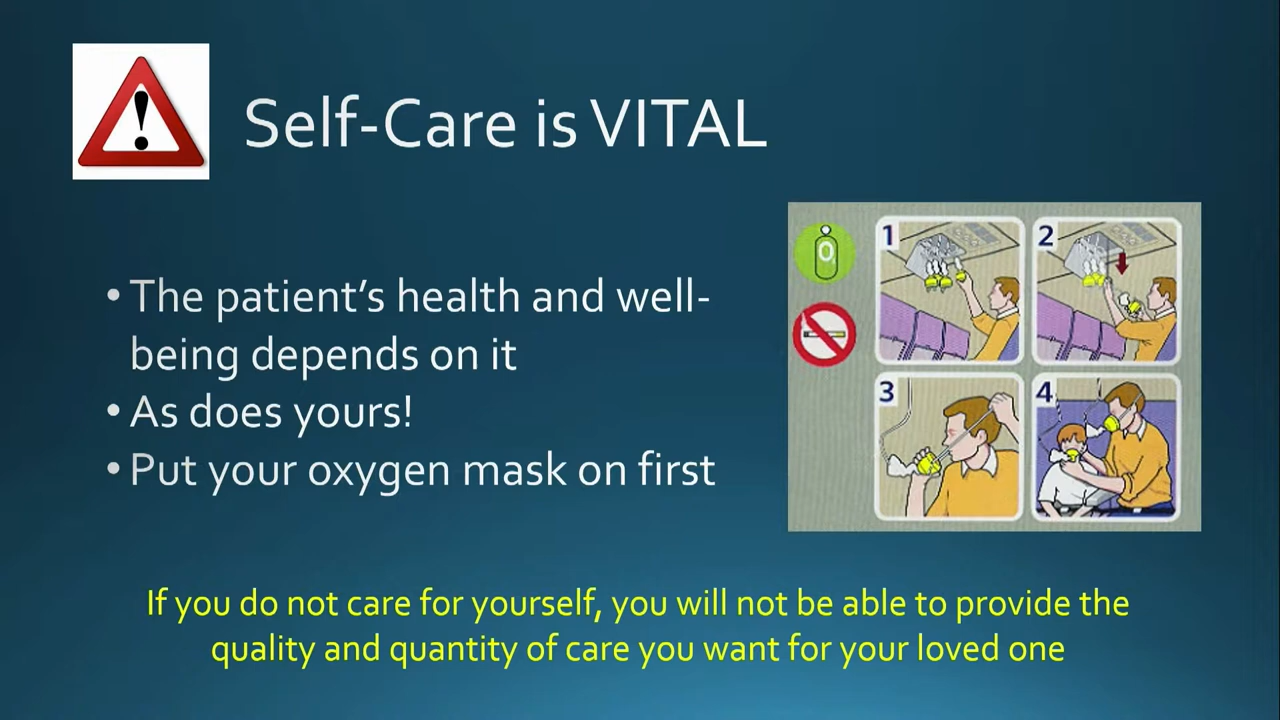 Self-Care is VITAL
• The patient's health and well-
being depends on it
• As does yours!
• Put your oxygen mask on first
1
2
3
4
If you do not care for yourself, you will not be able to provide the
quality and quantity of care you want for your loved one